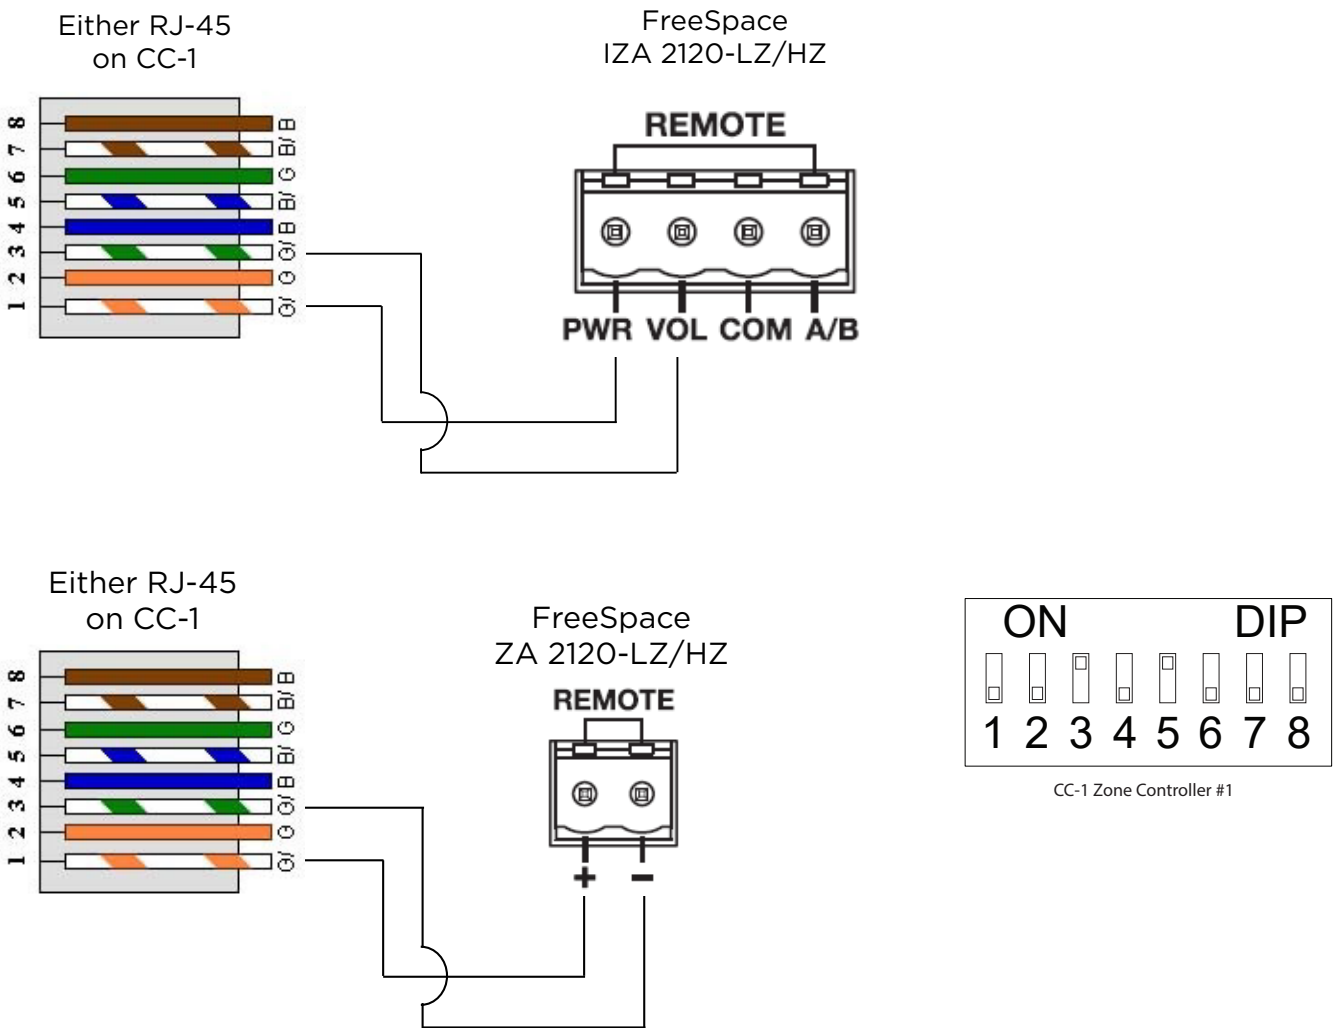 Either RJ-45
on CC-1
FreeSpace
IZA 2120-LZ/HZ
REMOTE
8
B
7
B/
6
G
5
B/
4
B
3
G/
2
O
1
O/
PWR VOL COM A/B
Either RJ-45
on CC-1
FreeSpace
ZA 2120-LZ/HZ
REMOTE
8
B
7
B/
6
G
5
B/
4
B
3
G/
2
O
1
O/
+ −
ON DIP
1 2 3 4 5 6 7 8
CC-1 Zone Controller #1